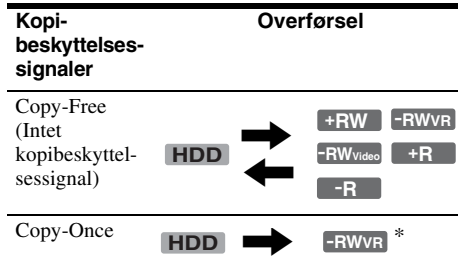 Kopi-
beskyttelses-
signaler
Overførsel
Copy-Free
(Intet
kopibeskyttel-
sessignal)
HDD
+RW -RWVR
-RWVideo +R
-R
Copy-Once
HDD -RWVR *